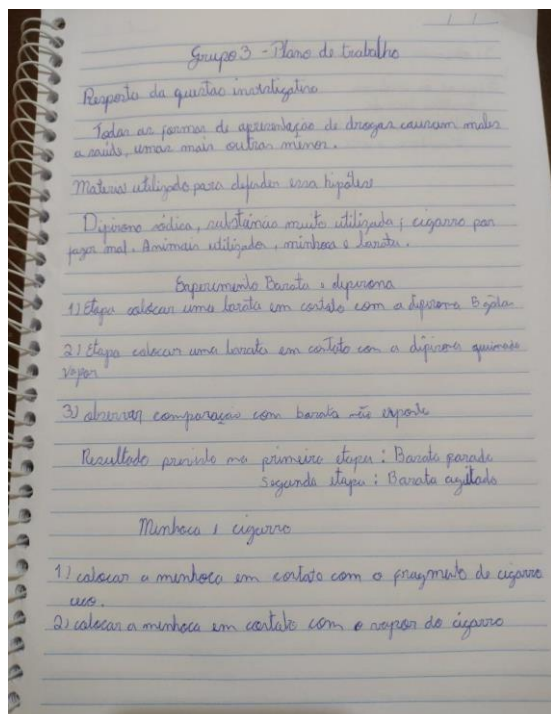 Grupo 3 - Plano de trabalho
Resposta da questão investigativa
Todas as formas de apresentação de drogas causam males
a saúde, umas mais outras menos.
Material utilizado para defender essa hipótese
Dipirona sódica, substância muito utilizada; cigarro por
fazer mal. Animais utilizados, minhoca e barata.
Experimento Barata e dipirona
1) Etapa colocar uma barata em contato com a dipirona 5 gotas
2) Etapa colocar uma barata em contato com a dipirona queimada
vapor
3) observar comparação com barata não exposta
Resultado previsto na primeira etapa: Barata parada
Segunda etapa: Barata agitada
Minhoca e cigarro
1) colocar a minhoca em contato com o fragmento de cigarro
2) colocar a minhoca em contato com o vapor do cigarro